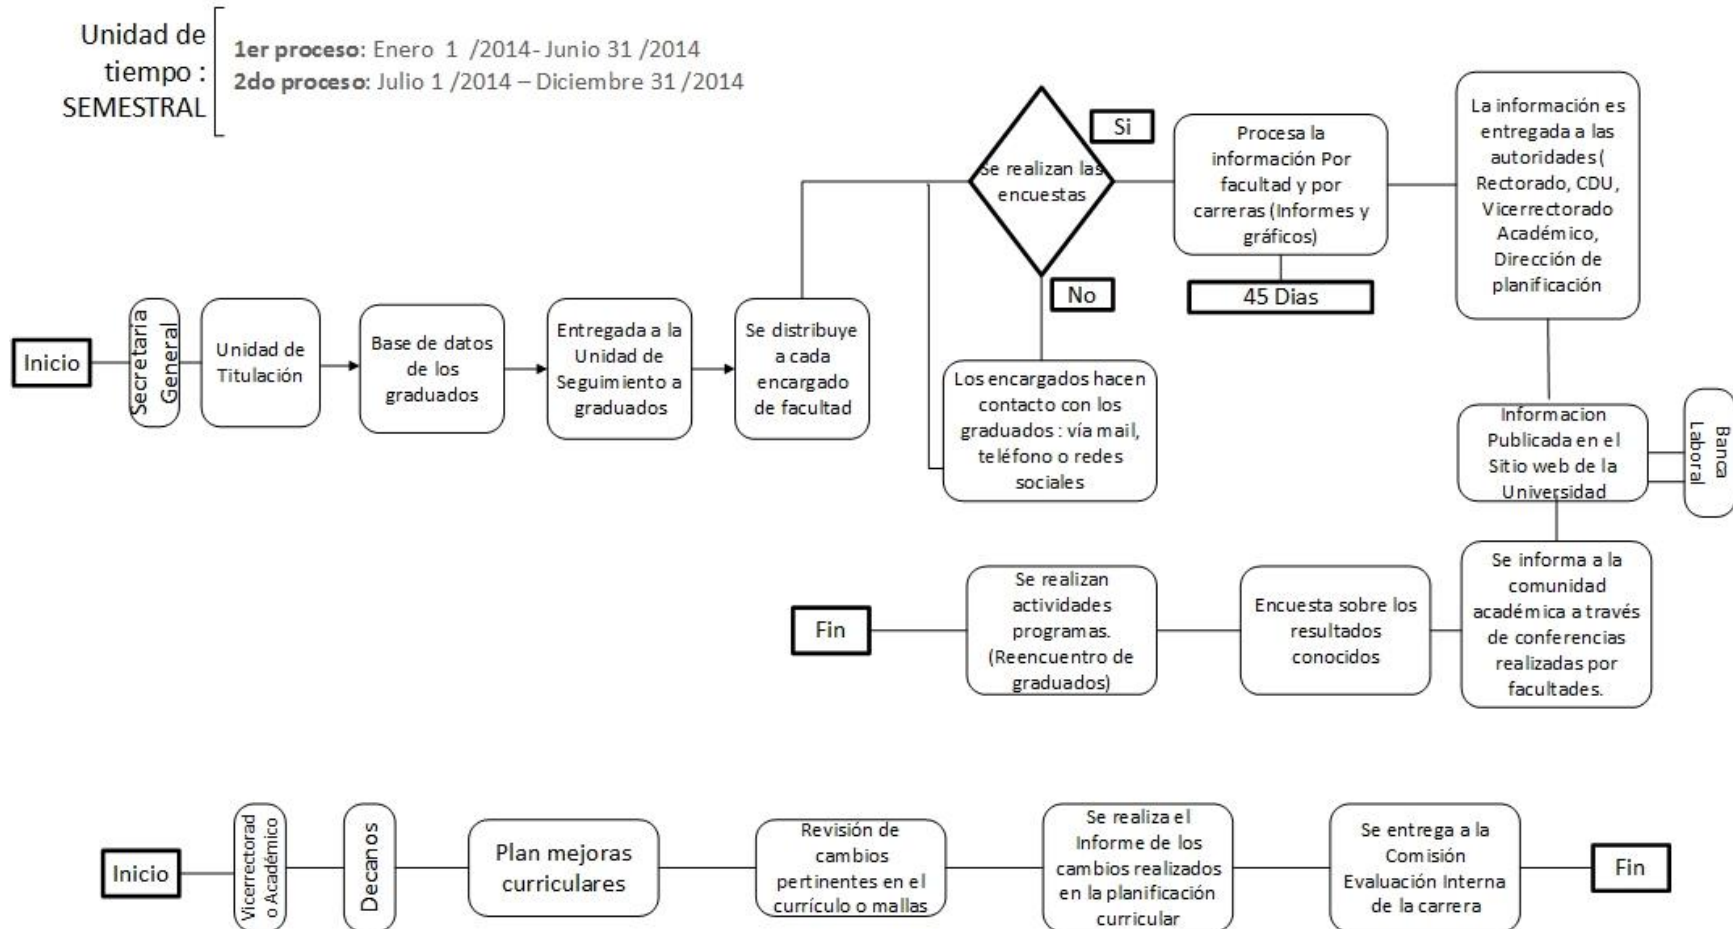 Unidad de
tiempo :
SEMESTRAL
1er proceso: Enero 1 /2014- Junio 31 /2014
2do proceso: Julio 1 /2014 – Diciembre 31 /2014
Inicio
Secretaría
General
Unidad de
Titulación
Base de datos
de los
graduados
Entregada a la
Unidad de
Seguimiento a
graduados
Se distribuye
a cada
encargado
de facultad
Se realizan las
encuestas
Si
No
Los encargados hacen
contacto con los
graduados : vía mail,
teléfono o redes
sociales
Procesa la
información Por
facultad y por
carreras (Informes y
gráficos)
45 Dias
La información es
entregada a las
autoridades (
Rectorado, CDU,
Vicerrectorado
Académico,
Dirección de
planificación
Informacion
Publicada en el
Sitio web de la
Universidad
Banca
Laboral
Se informa a la
comunidad
académica a través
de conferencias
realizadas por
facultades.
Encuesta sobre los
resultados
conocidos
Se realizan
actividades
programas.
(Reencuentro de
graduados)
Fin
Inicio
Vicerrectorad
o Académico
Decanos
Plan mejoras
curriculares
Revisión de
cambios
pertinentes en el
currículo o mallas
Se realiza el
Informe de los
cambios realizados
en la planificación
curricular
Se entrega a la
Comisión
Evaluación Interna
de la carrera
Fin